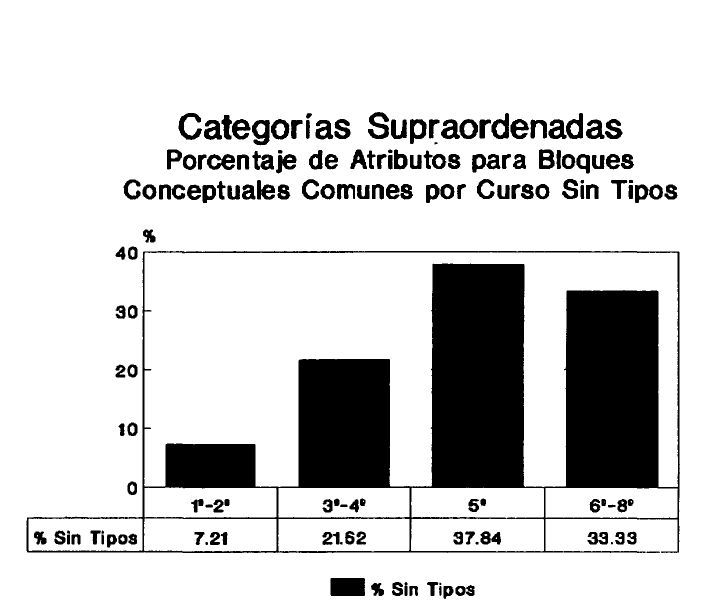 Categorías Supraordenadas
Porcentaje de Atributos para Bloques
Conceptuales Comunes por Curso Sin Tipos
%
40
30
20
10
0
1º-2º 3º-4º 5º 6º-8º
% Sin Tipos 7.21 21.62 37.84 33.33
% Sin Tipos